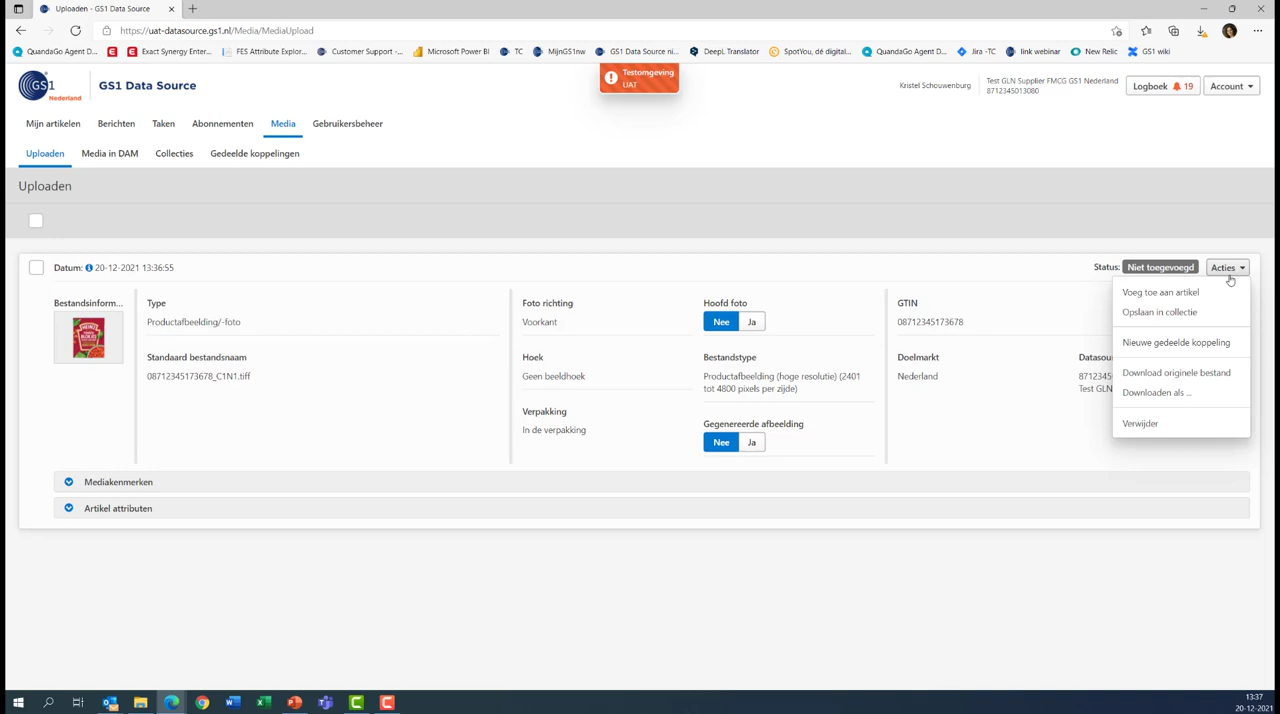 Uploaden - GS1 Data Source
https://uat-datasource.gs1.nl/Media/MediaUpload
QuandaGo Agent D... Exact Synergy Enter... FES Attribute Explor... Customer Support -... Microsoft Power BI TC MijnGS1nw GS1 Data Source ni... DeepL Translator SpotYou, dé digital... QuandaGo Agent D... Jira -TC link webinar New Relic GS1 wiki
GS1
Nederland
GS1 Data Source
Testomgeving
UAT
Kristel Schouwenburg
Test GLN Supplier FMCG GS1 Nederland
8712345013080
Logboek 19
Account
Mijn artikelen Berichten Taken Abonnementen Media Gebruikersbeheer
Uploaden Media in DAM Collecties Gedeelde koppelingen
Uploaden
Datum: 20-12-2021 13:36:55
Status: Niet toegevoegd Acties
Voeg toe aan artikel
Opslaan in collectie
Nieuwe gedeelde koppeling
Download originele bestand
Downloaden als ...
Verwijder
Bestandsinform...
HEINZ
Type
Productafbeelding/-foto
Standaard bestandsnaam
08712345173678_C1N1.tiff
Foto richting
Voorkant
Hoek
Geen beeldhoek
Verpakking
In de verpakking
Hoofd foto
Nee Ja
Bestandstype
Productafbeelding (hoge resolutie) (2401
tot 4800 pixels per zijde)
Gegenereerde afbeelding
Nee Ja
GTIN
08712345173678
Doelmarkt
Nederland
Datasou
87123
Test GLN
Mediakenmerken
Artikel attributen
13:37
20-12-2021